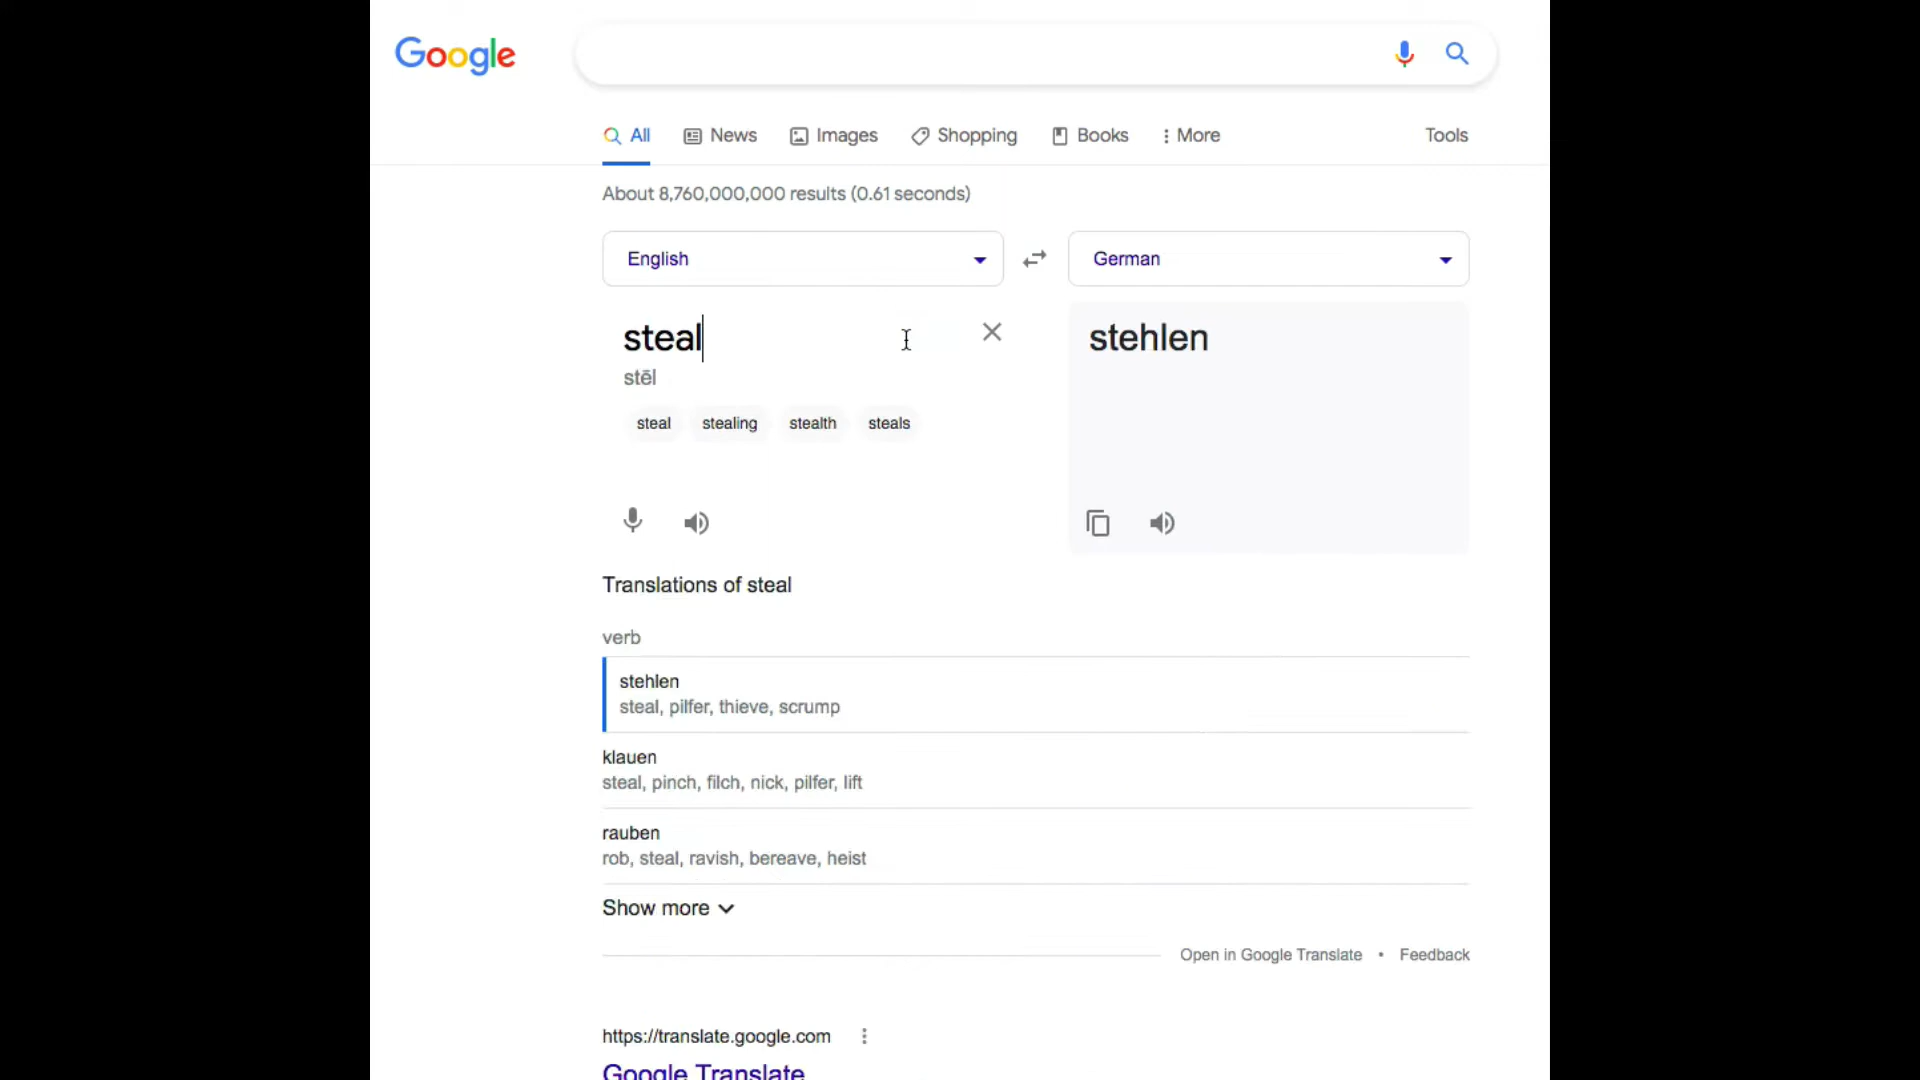 Google
All News Images Shopping Books More Tools
About 8,760,000,000 results (0.61 seconds)
English German
steal stehlen
stēl
steal stealing stealth steals
Translations of steal
verb
stehlen
steal, pilfer, thieve, scrump
klauen
steal, pinch, filch, nick, pilfer, lift
rauben
rob, steal, ravish, bereave, heist
Show more
Open in Google Translate • Feedback
https://translate.google.com
Google Translate